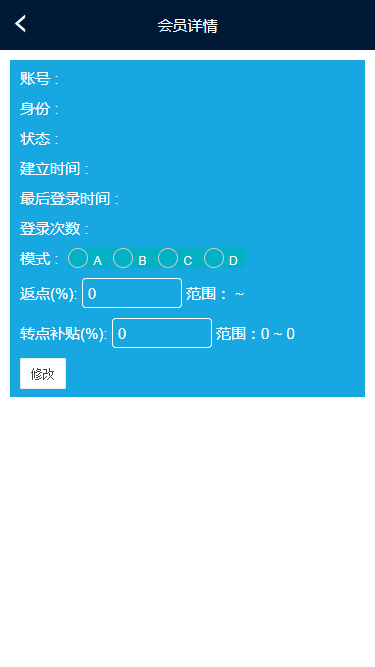 会员详情
账号 :
身份 :
状态 :
建立时间 :
最后登录时间 :
登录次数 :
模式 : A B C D
返点(%): 0 范围： ~
转点补贴(%): 0 范围：0 ~ 0
修改